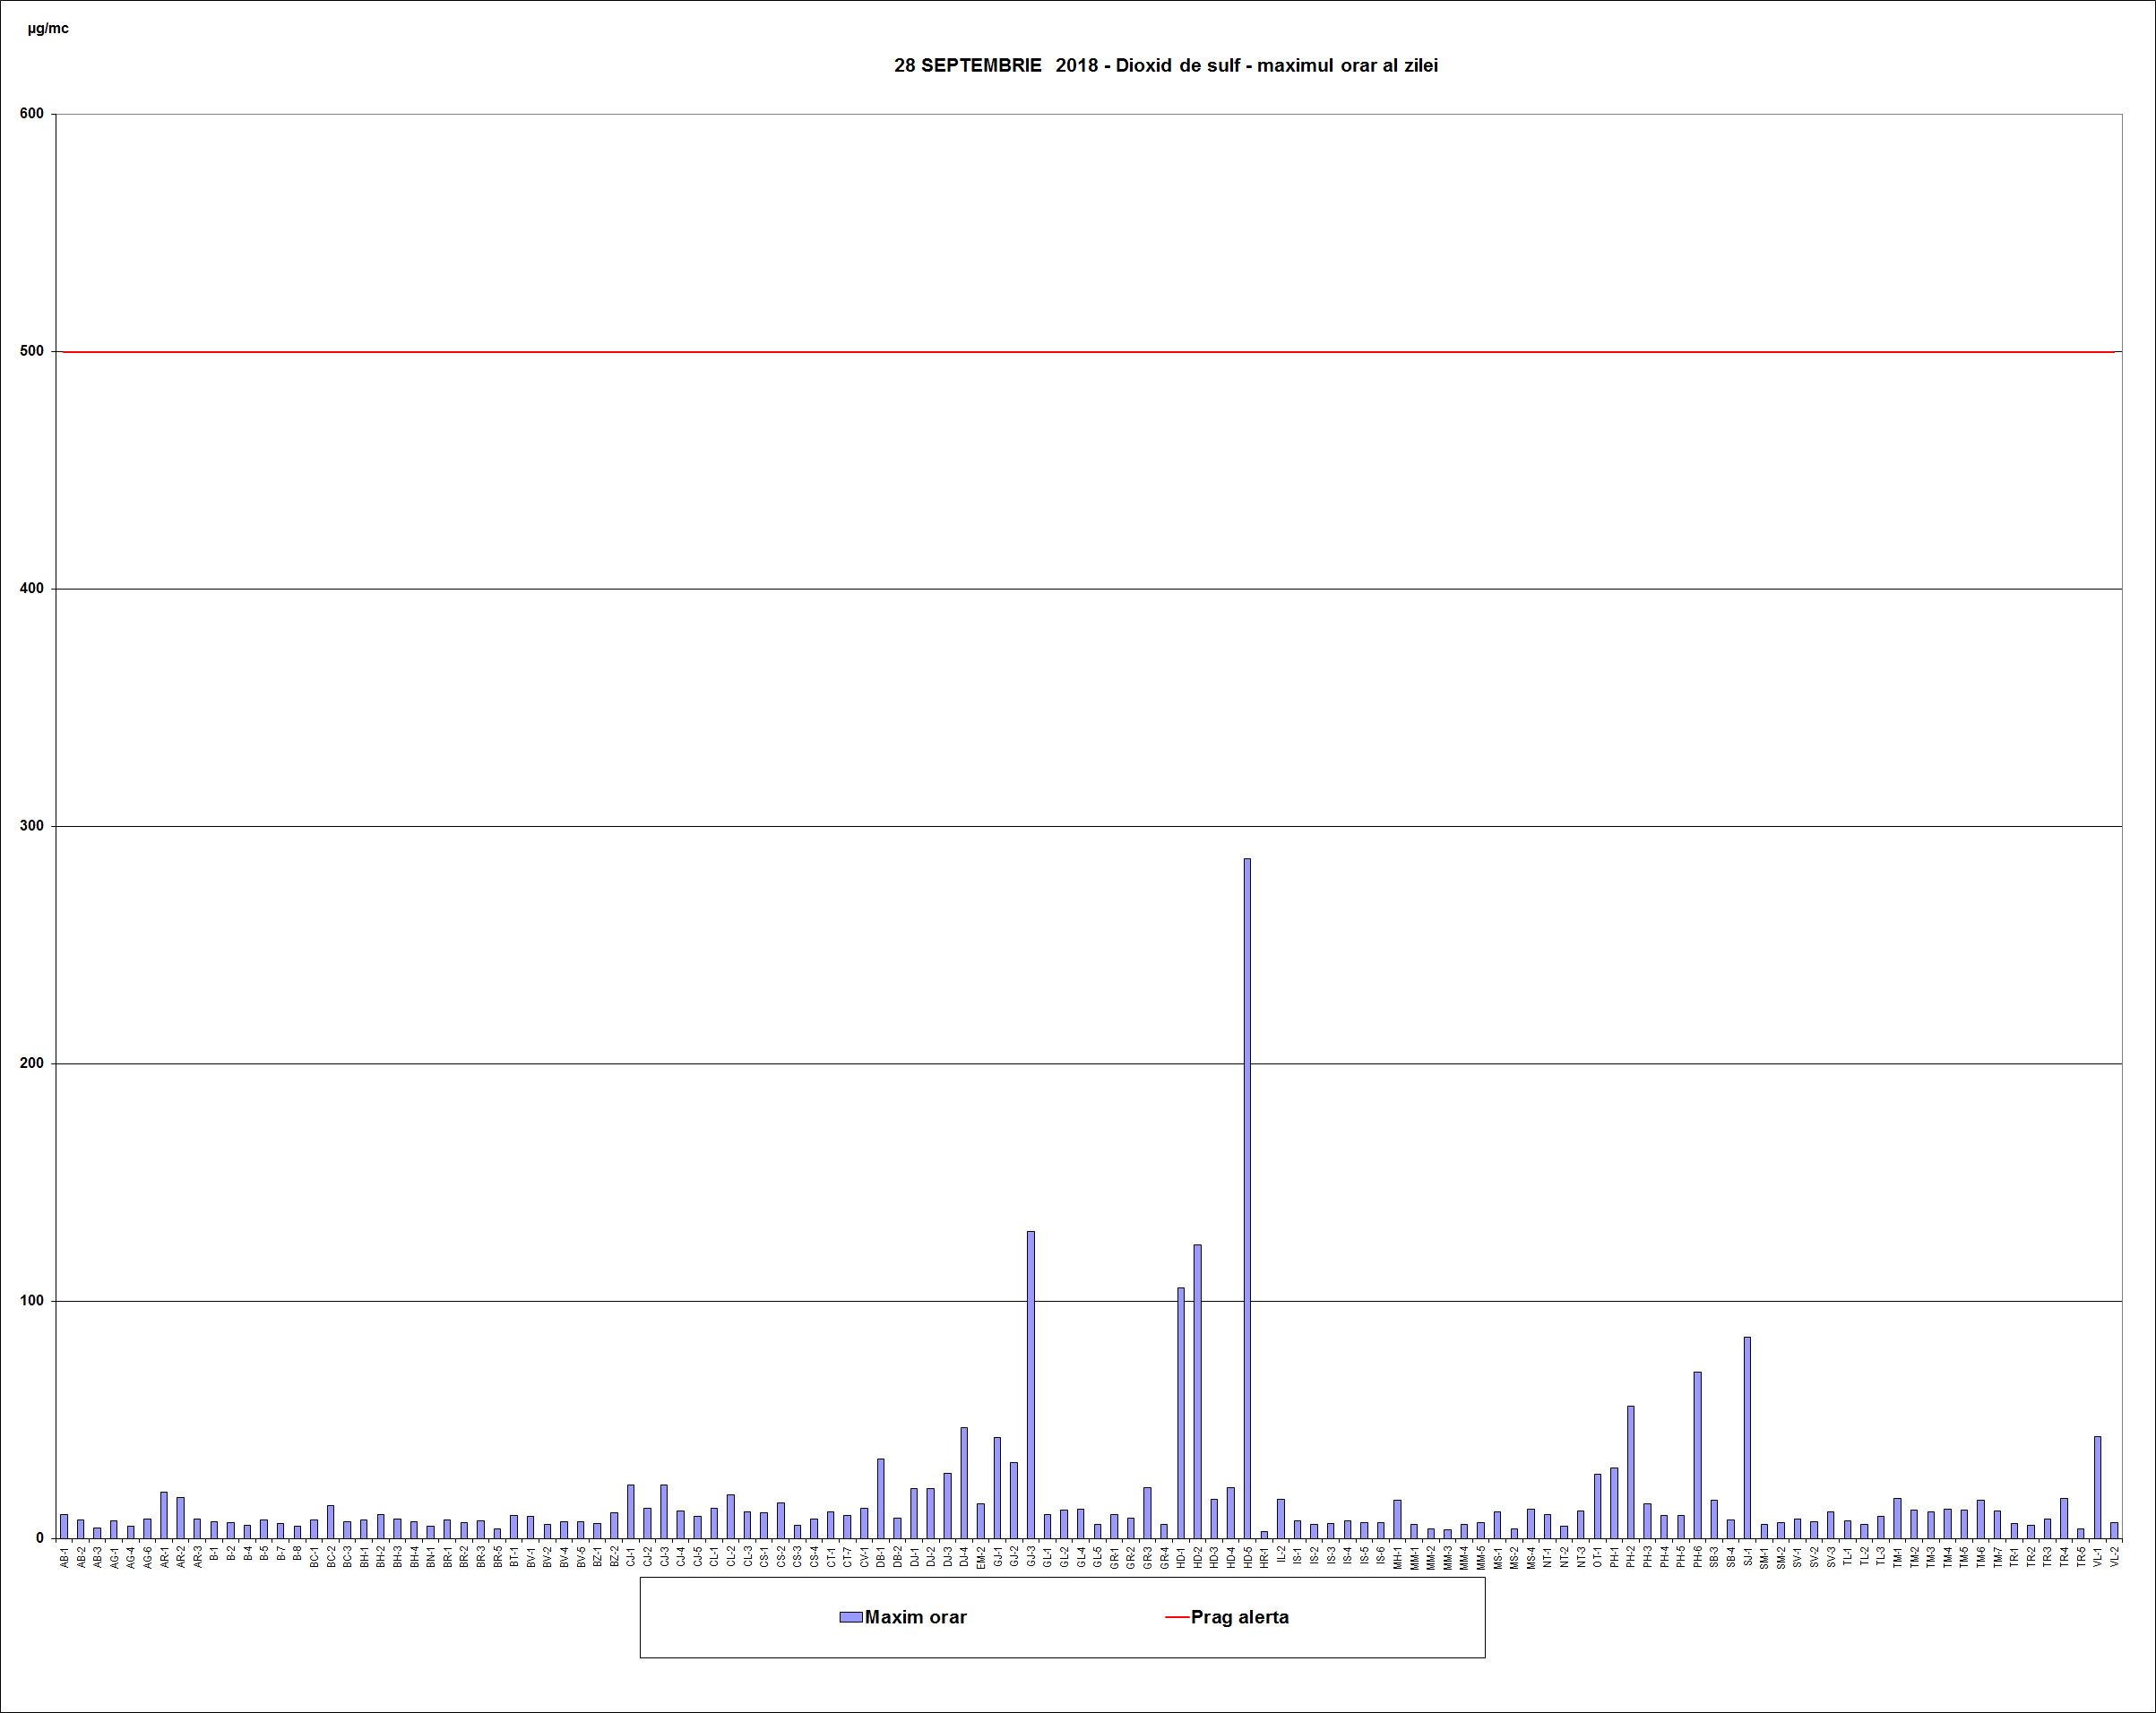 µg/mc
28 SEPTEMBRIE 2018 - Dioxid de sulf - maximul orar al zilei
600
500
400
300
200
100
0
AB-1
AB-2
AB-3
AG-1
AG-4
AG-6
AR-1
AR-2
AR-3
B-1
B-2
B-4
B-5
B-7
B-8
BC-1
BC-2
BC-3
BH-1
BH-2
BH-3
BH-4
BN-1
BR-1
BR-2
BR-3
BR-5
BT-1
BV-1
BV-2
BV-4
BV-5
BZ-1
BZ-2
CJ-1
CJ-2
CJ-3
CJ-4
CJ-5
CL-1
CL-2
CL-3
CS-1
CS-2
CS-3
CS-4
CT-1
CT-7
CV-1
DB-1
DB-2
DJ-1
DJ-2
DJ-3
DJ-4
EM-2
GJ-1
GJ-2
GJ-3
GL-1
GL-2
GL-4
GL-5
GR-1
GR-2
GR-3
GR-4
HD-1
HD-2
HD-3
HD-4
HD-5
HR-1
IL-2
IS-1
IS-2
IS-3
IS-4
IS-5
IS-6
MH-1
MM-1
MM-2
MM-3
MM-4
MM-5
MS-1
MS-2
MS-4
NT-1
NT-2
NT-3
OT-1
PH-1
PH-2
PH-3
PH-4
PH-5
PH-6
SB-3
SB-4
SJ-1
SM-1
SM-2
SV-1
SV-2
SV-3
TL-1
TL-2
TL-3
TM-1
TM-2
TM-3
TM-4
TM-5
TM-6
TM-7
TR-1
TR-2
TR-3
TR-4
TR-5
VL-1
VL-2
Maxim orar
Prag alerta